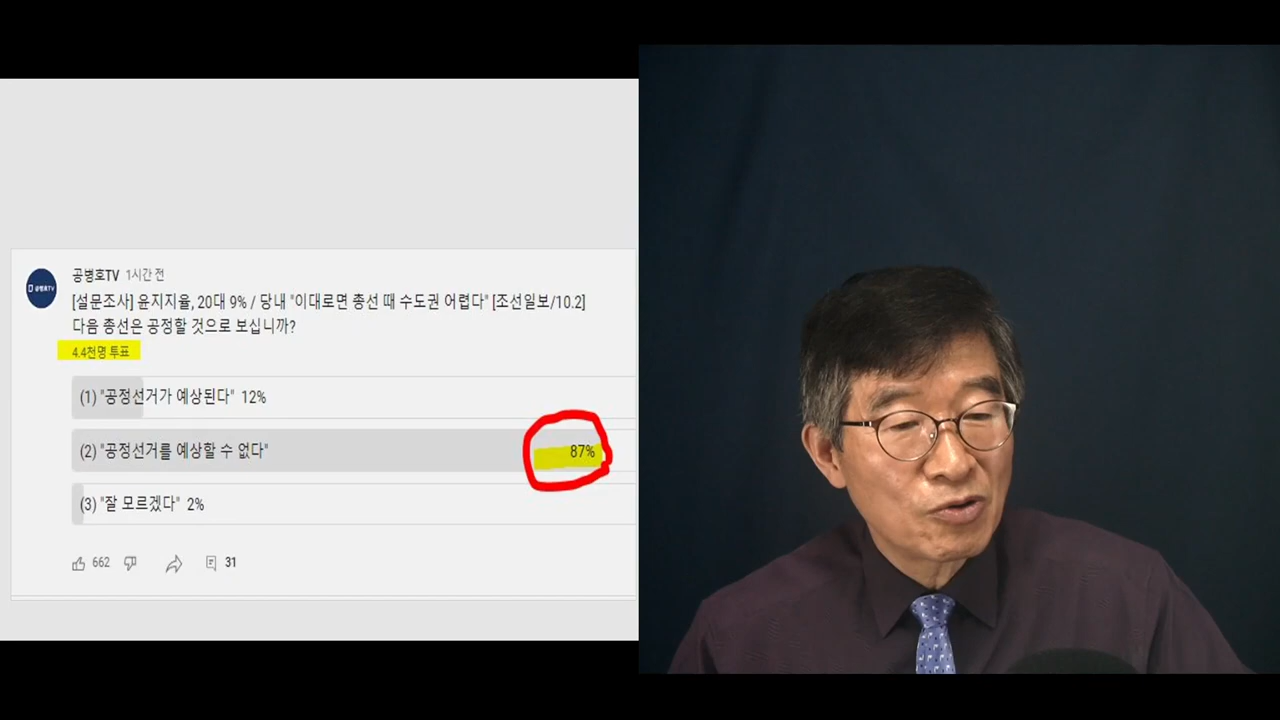 공병호TV
공병호TV 1시간 전
[설문조사] 윤지지율, 20대 9% / 당내 "이대로면 총선 때 수도권 어렵다" [조선일보/10.2]
다음 총선은 공정할 것으로 보십니까?
4.4천명 투표
(1) "공정선거가 예상된다" 12%
(2) "공정선거를 예상할 수 없다" 87%
(3) "잘 모르겠다" 2%
662 31